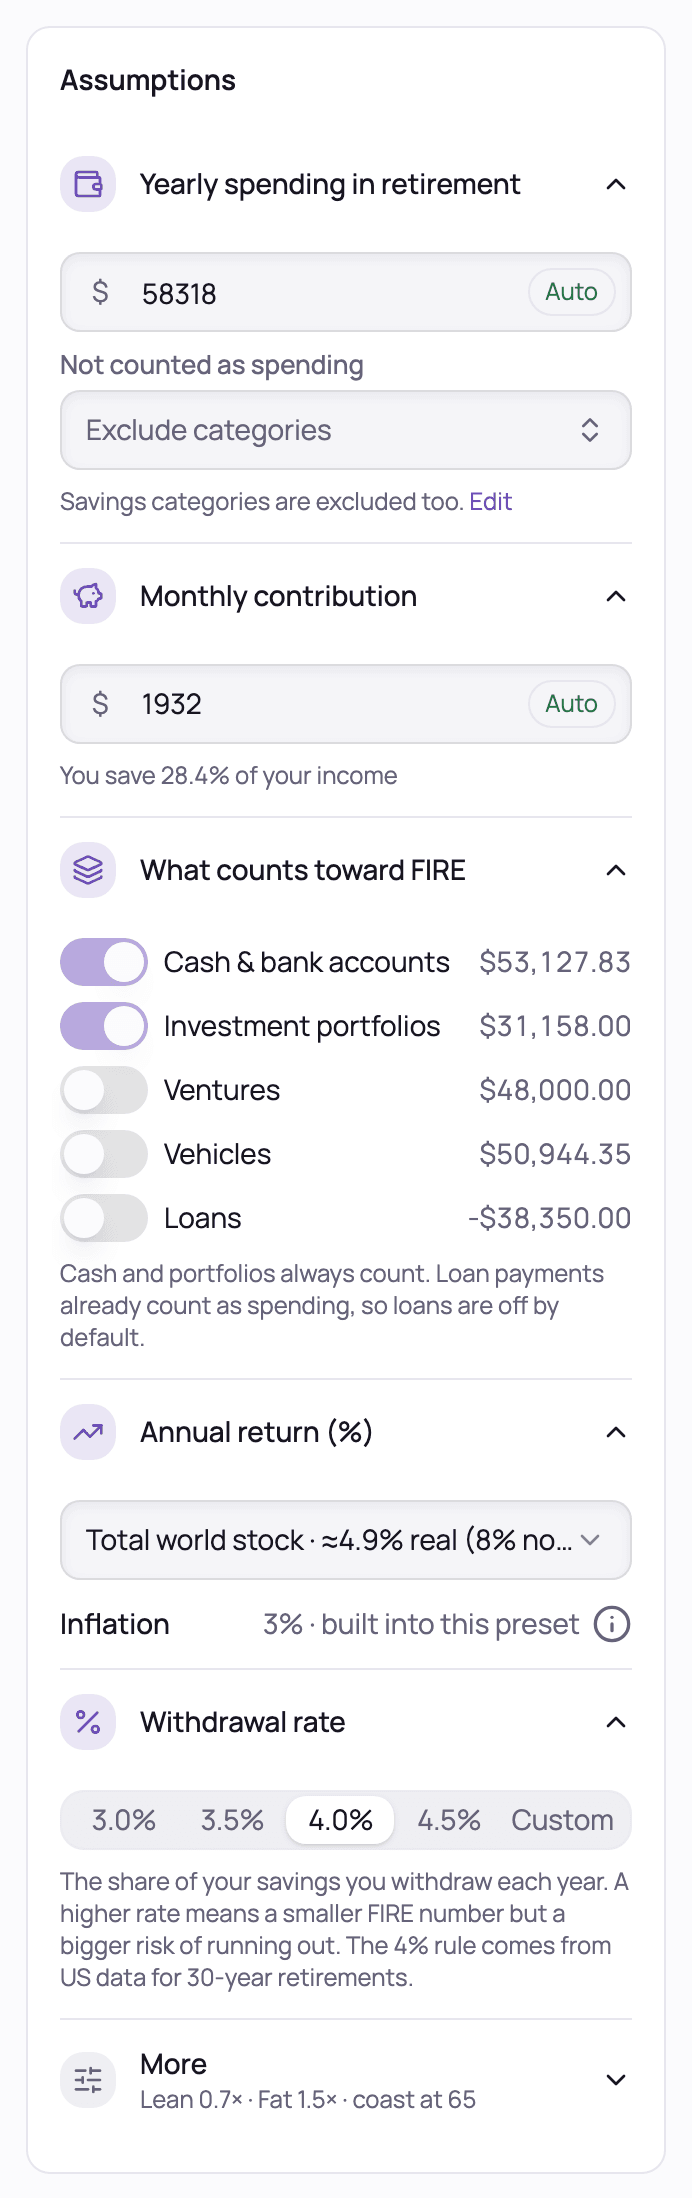 Assumptions
Yearly spending in retirement
$ 58318 Auto
Not counted as spending
Exclude categories
Savings categories are excluded too. Edit
Monthly contribution
$ 1932 Auto
You save 28.4% of your income
What counts toward FIRE
Cash & bank accounts $53,127.83
Investment portfolios $31,158.00
Ventures $48,000.00
Vehicles $50,944.35
Loans -$38,350.00
Cash and portfolios always count. Loan payments
already count as spending, so loans are off by
default.
Annual return (%)
Total world stock · ≈4.9% real (8% no...
Inflation 3% · built into this preset
Withdrawal rate
3.0% 3.5% 4.0% 4.5% Custom
The share of your savings you withdraw each year. A
higher rate means a smaller FIRE number but a
bigger risk of running out. The 4% rule comes from
US data for 30-year retirements.
More
Lean 0.7× · Fat 1.5× · coast at 65